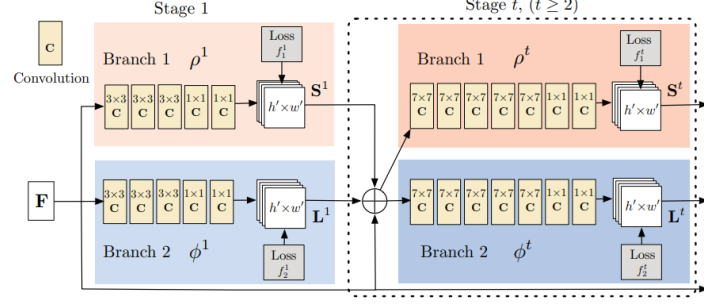 Stage 1
Stage t, (t ≥ 2)
C
Convolution
Branch 1 ρ¹
Loss
f₁¹
3×3 3×3 3×3 1×1 1×1
C C C C C
h′×w′
S¹
Branch 1 ρᵗ
Loss
f₁ᵗ
7×7 7×7 7×7 7×7 7×7 1×1 1×1
C C C C C C C
h′×w′
Sᵗ
F
3×3 3×3 3×3 1×1 1×1
C C C C C
h′×w′
L¹
Branch 2 ϕ¹
Loss
f₂¹
7×7 7×7 7×7 7×7 7×7 1×1 1×1
C C C C C C C
h′×w′
Lᵗ
Branch 2 ϕᵗ
Loss
f₂ᵗ